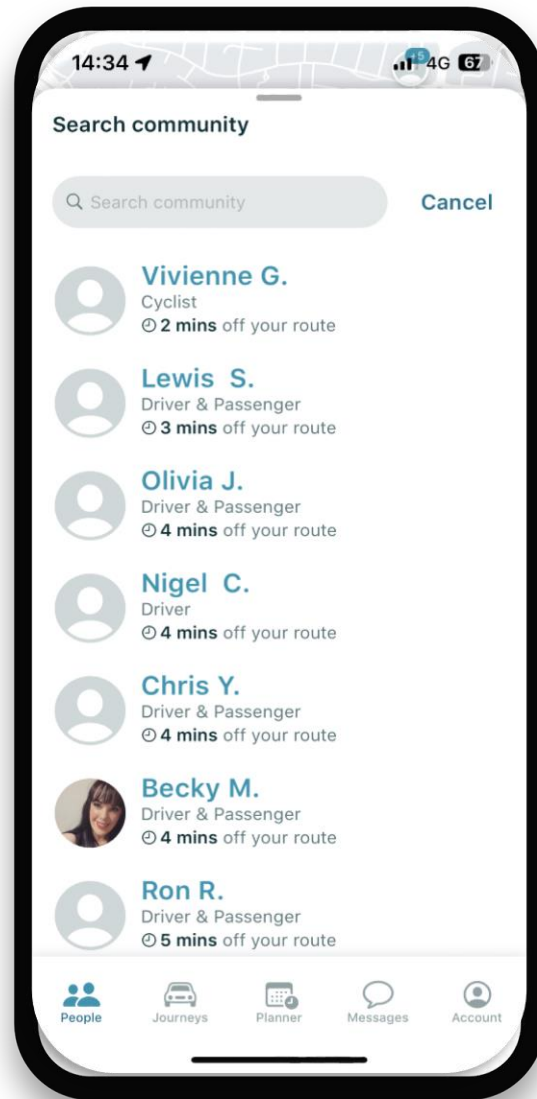 14:34
+5
4G 67
Search community
Search community
Cancel
Vivienne G.
Cyclist
2 mins off your route
Lewis S.
Driver & Passenger
3 mins off your route
Olivia J.
Driver & Passenger
4 mins off your route
Nigel C.
Driver
4 mins off your route
Chris Y.
Driver & Passenger
4 mins off your route
Becky M.
Driver & Passenger
4 mins off your route
Ron R.
Driver & Passenger
5 mins off your route
People Journeys Planner Messages Account